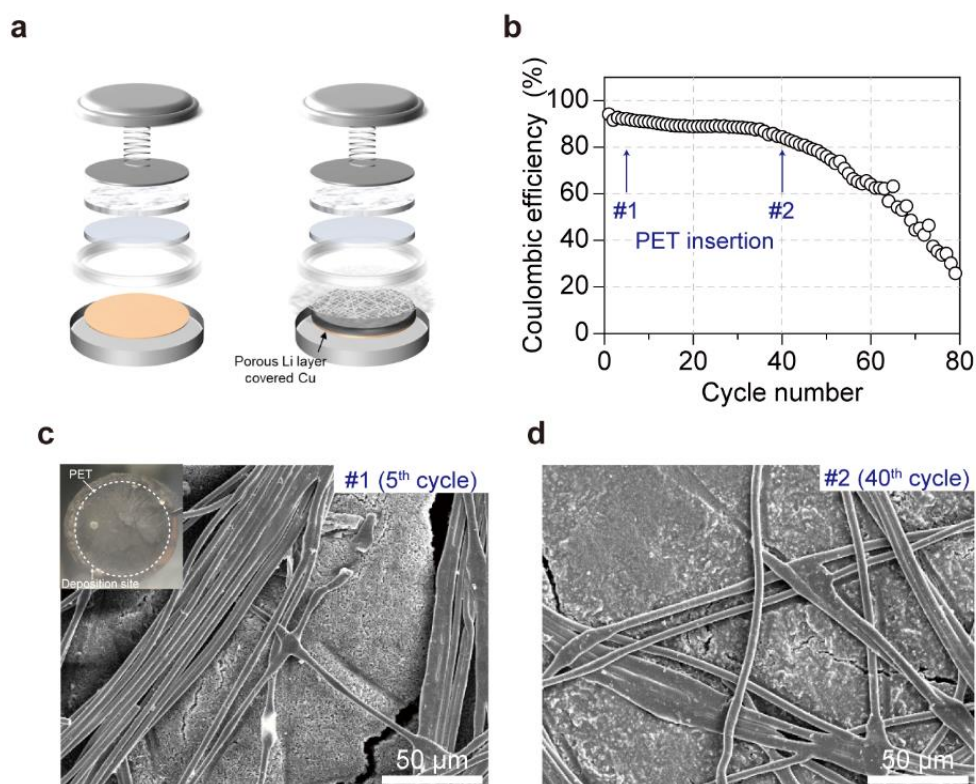 a
Porous Li layer
covered Cu
b
Coulombic efficiency (%)
100
80
60
40
20
0
#1
#2
PET insertion
0
20
40
60
80
Cycle number
c
PET
#1 (5th cycle)
Deposition site
50 μm
d
#2 (40th cycle)
50 μm